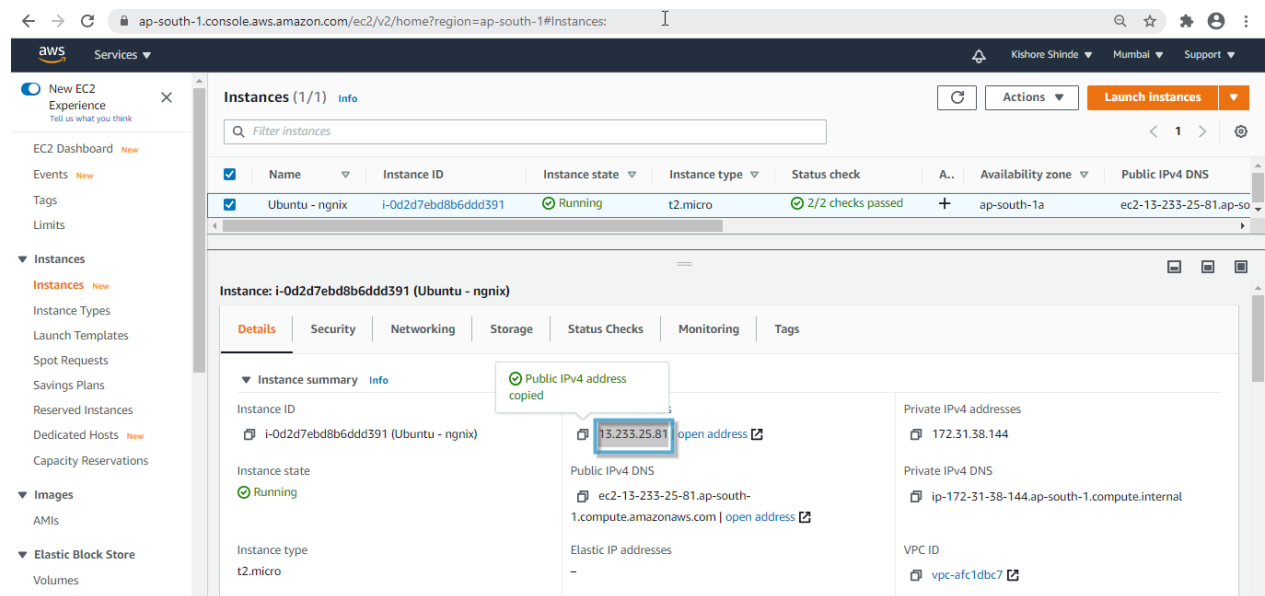 ap-south-1.console.aws.amazon.com/ec2/v2/home?region=ap-south-1#Instances:
aws Services Kishore Shinde Mumbai Support
New EC2
Experience
Tell us what you think
EC2 Dashboard New
Events New
Tags
Limits
Instances
Instances New
Instance Types
Launch Templates
Spot Requests
Savings Plans
Reserved Instances
Dedicated Hosts New
Capacity Reservations
Images
AMIs
Elastic Block Store
Volumes
Instances (1/1) Info
Actions
Launch instances
Filter instances
1
Name Instance ID Instance state Instance type Status check A.. Availability zone Public IPv4 DNS
Ubuntu - ngnix i-0d2d7ebd8b6ddd391 Running t2.micro 2/2 checks passed ap-south-1a ec2-13-233-25-81.ap-so
Instance: i-0d2d7ebd8b6ddd391 (Ubuntu - ngnix)
Details Security Networking Storage Status Checks Monitoring Tags
Instance summary Info
Public IPv4 address
copied
Instance ID
i-0d2d7ebd8b6ddd391 (Ubuntu - ngnix)
13.233.25.81 open address
Private IPv4 addresses
172.31.38.144
Instance state
Running
Public IPv4 DNS
ec2-13-233-25-81.ap-south-
1.compute.amazonaws.com | open address
Private IPv4 DNS
ip-172-31-38-144.ap-south-1.compute.internal
Instance type
t2.micro
Elastic IP addresses
–
VPC ID
vpc-afc1dbc7